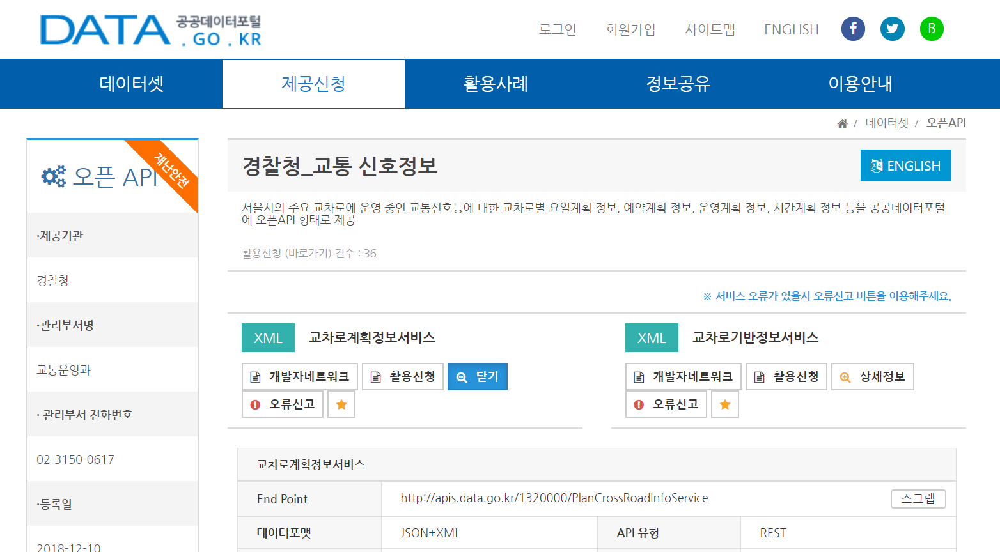 DATA 공공데이터포털
. GO . KR
로그인 회원가입 사이트맵 ENGLISH
B
데이터셋 제공신청 활용사례 정보공유 이용안내
/ 데이터셋 / 오픈API
오픈 API
재난안전
·제공기관
경찰청
·관리부서명
교통운영과
· 관리부서 전화번호
02-3150-0617
·등록일
2018-12-10
경찰청_교통 신호정보
ENGLISH
서울시의 주요 교차로에 운영 중인 교통신호등에 대한 교차로별 요일계획 정보, 예약계획 정보, 운영계획 정보, 시간계획 정보 등을 공공데이터포털
에 오픈API 형태로 제공
활용신청 (바로가기) 건수 : 36
※ 서비스 오류가 있을시 오류신고 버튼을 이용해주세요.
XML 교차로계획정보서비스
개발자네트워크 활용신청 닫기
오류신고
XML 교차로기반정보서비스
개발자네트워크 활용신청 상세정보
오류신고
교차로계획정보서비스
End Point http://apis.data.go.kr/1320000/PlanCrossRoadInfoService 스크랩
데이터포맷 JSON+XML API 유형 REST